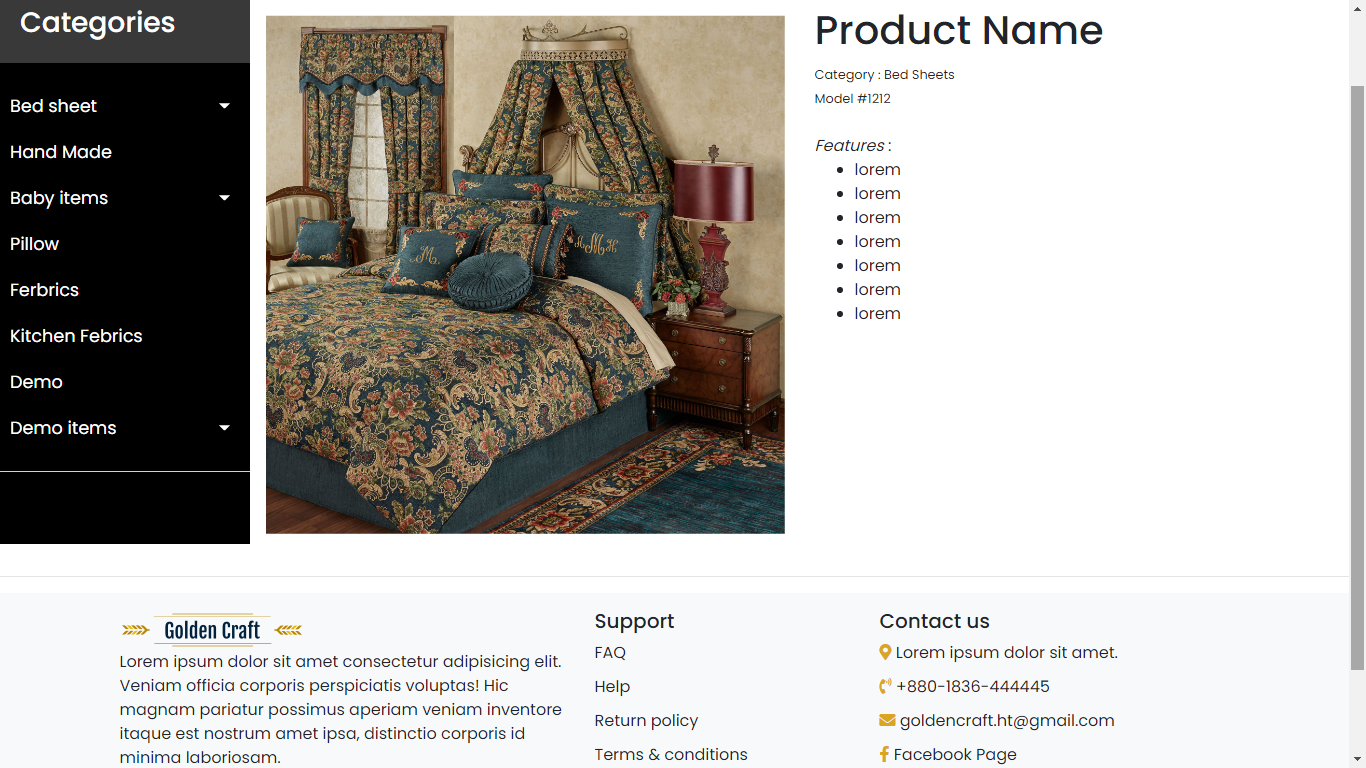 Categories
Bed sheet
Hand Made
Baby items
Pillow
Ferbrics
Kitchen Febrics
Demo
Demo items
M
M
Product Name
Category : Bed Sheets
Model #1212
Features :
lorem
lorem
lorem
lorem
lorem
lorem
lorem
Golden Craft
Lorem ipsum dolor sit amet consectetur adipisicing elit.
Veniam officia corporis perspiciatis voluptas! Hic
magnam pariatur possimus aperiam veniam inventore
itaque est nostrum amet ipsa, distinctio corporis id
minima laboriosam.
Support
FAQ
Help
Return policy
Terms & conditions
Contact us
Lorem ipsum dolor sit amet.
+880-1836-444445
goldencraft.ht@gmail.com
Facebook Page